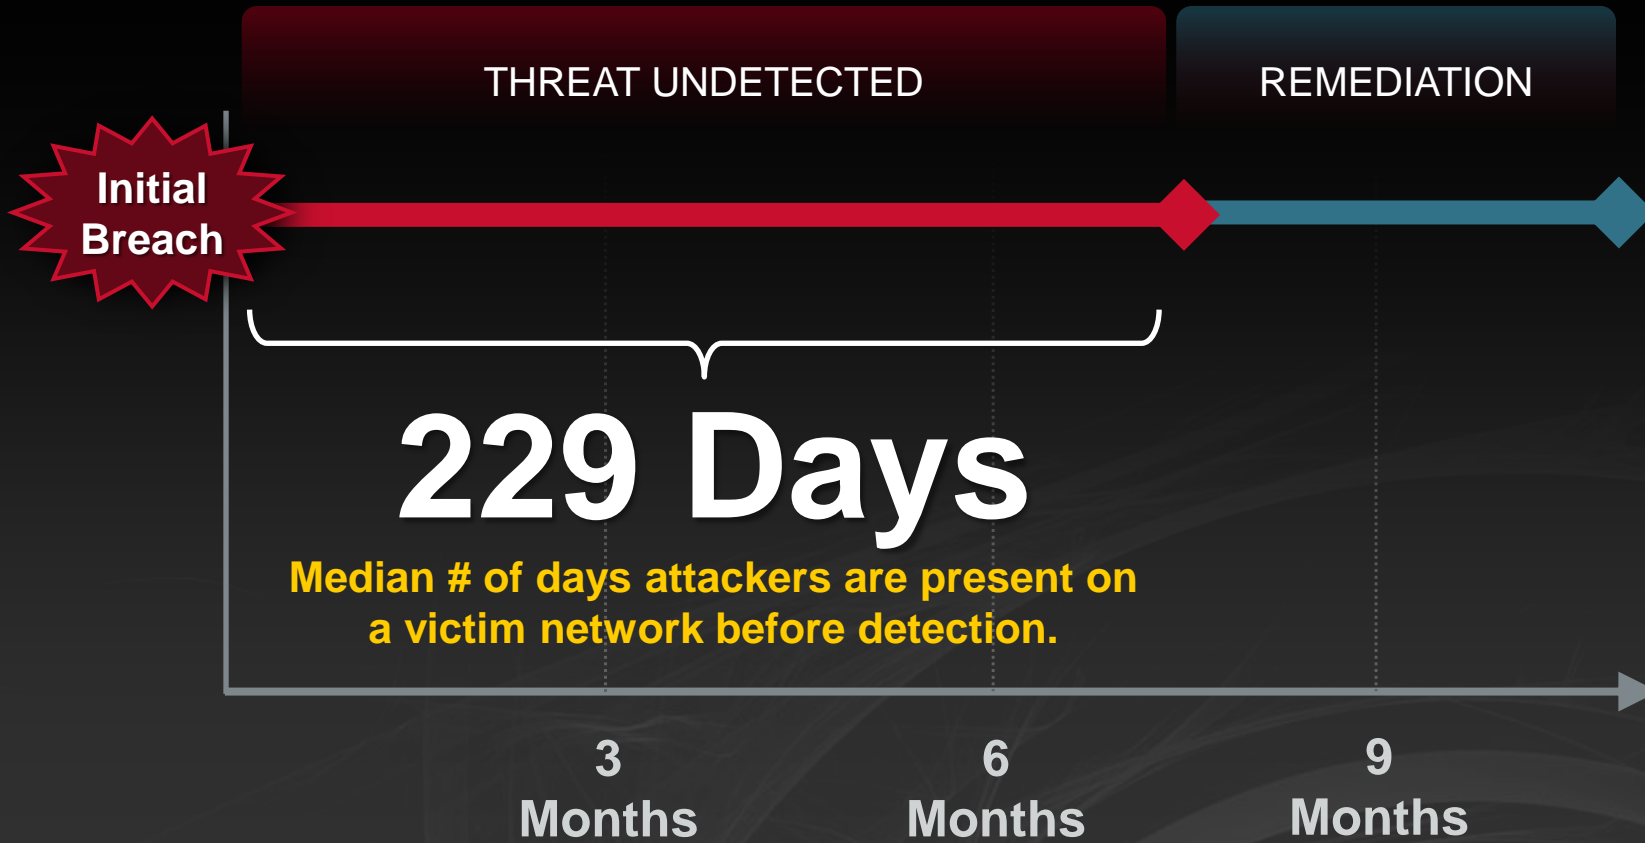 THREAT UNDETECTED
REMEDIATION
Initial
Breach
229 Days
Median # of days attackers are present on
a victim network before detection.
3
Months
6
Months
9
Months